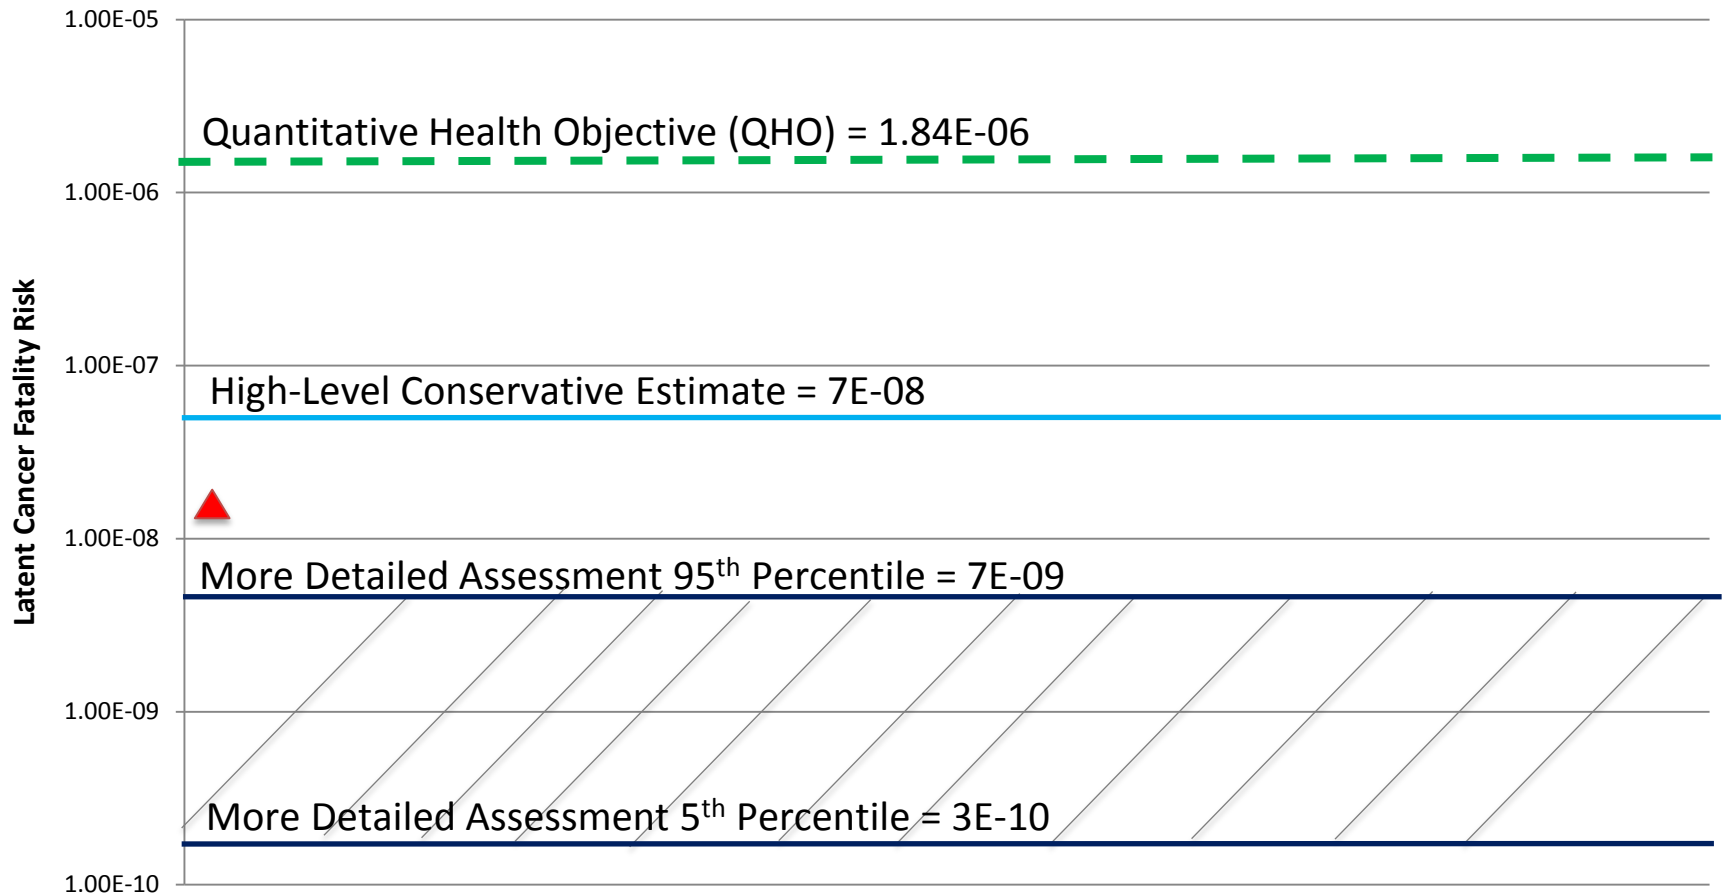 1.00E-05
Quantitative Health Objective (QHO) = 1.84E-06
1.00E-06
1.00E-07
High-Level Conservative Estimate = 7E-08
Latent Cancer Fatality Risk
1.00E-08
More Detailed Assessment 95th Percentile = 7E-09
1.00E-09
More Detailed Assessment 5th Percentile = 3E-10
1.00E-10